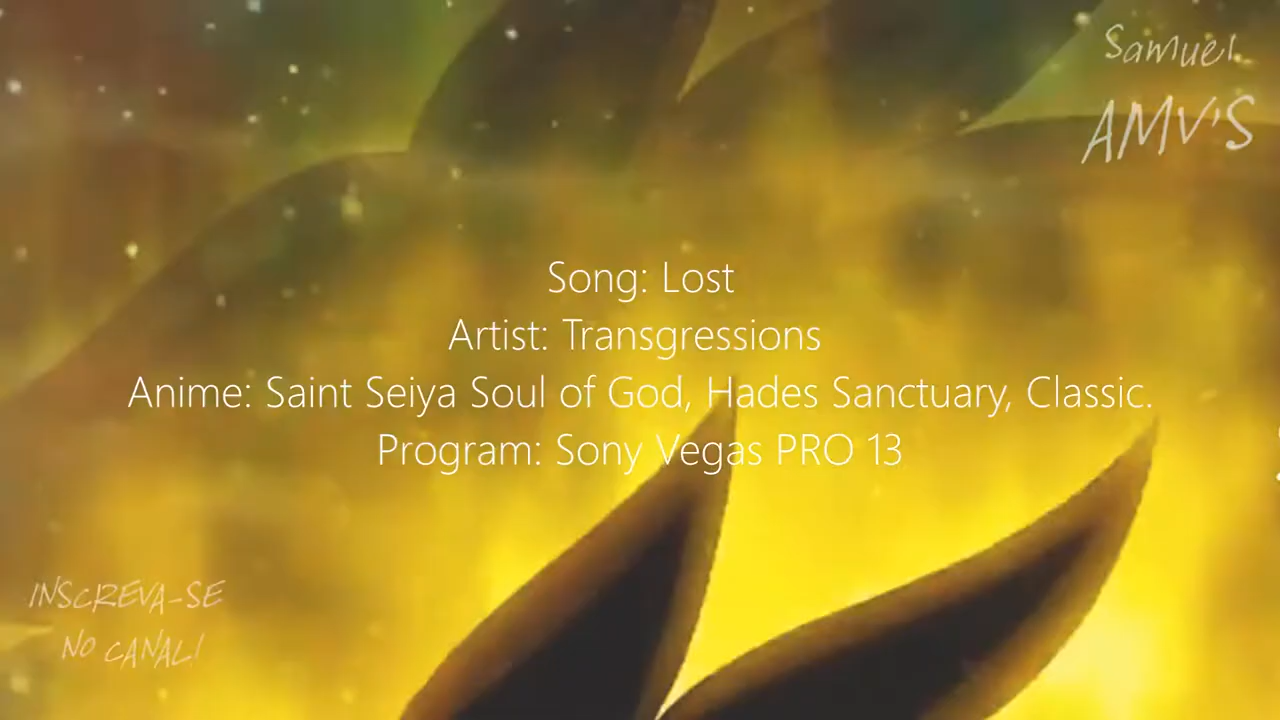 Samuel
AMV'S
Song: Lost
Artist: Transgressions
Anime: Saint Seiya Soul of God, Hades Sanctuary, Classic.
Program: Sony Vegas PRO 13
INSCREVA-SE
NO CANAL!